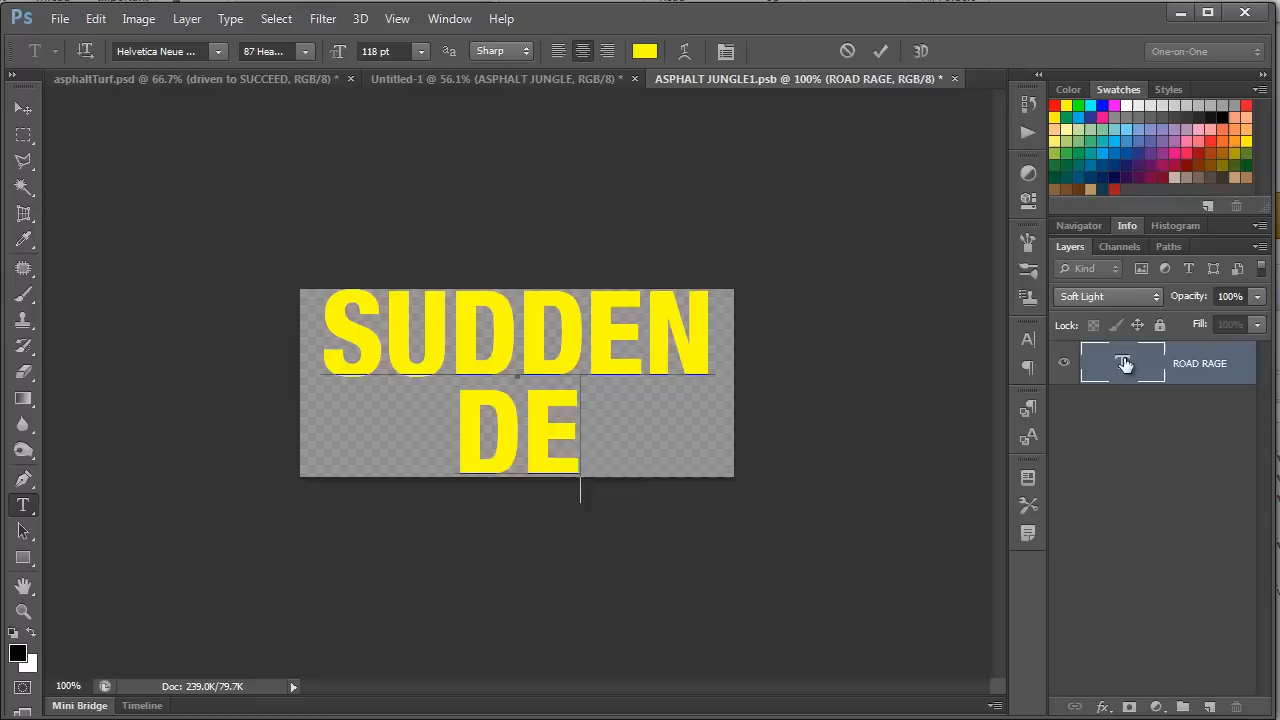 Ps File Edit Image Layer Type Select Filter 3D View Window Help
T Helvetica Neue ... 87 Hea... 118 pt Sharp 3D One-on-One
asphaltTurf.psd @ 66.7% (driven to SUCCEED, RGB/8) * × Untitled-1 @ 56.1% (ASPHALT JUNGLE, RGB/8) * × ASPHALT JUNGLE1.psb @ 100% (ROAD RAGE, RGB/8) * ×
Color Swatches Styles
Navigator Info Histogram
Layers Channels Paths
Kind
Soft Light Opacity: 100%
Lock: Fill: 100%
ROAD RAGE
SUDDEN
DE
100% Doc: 239.0K/79.7K
Mini Bridge Timeline